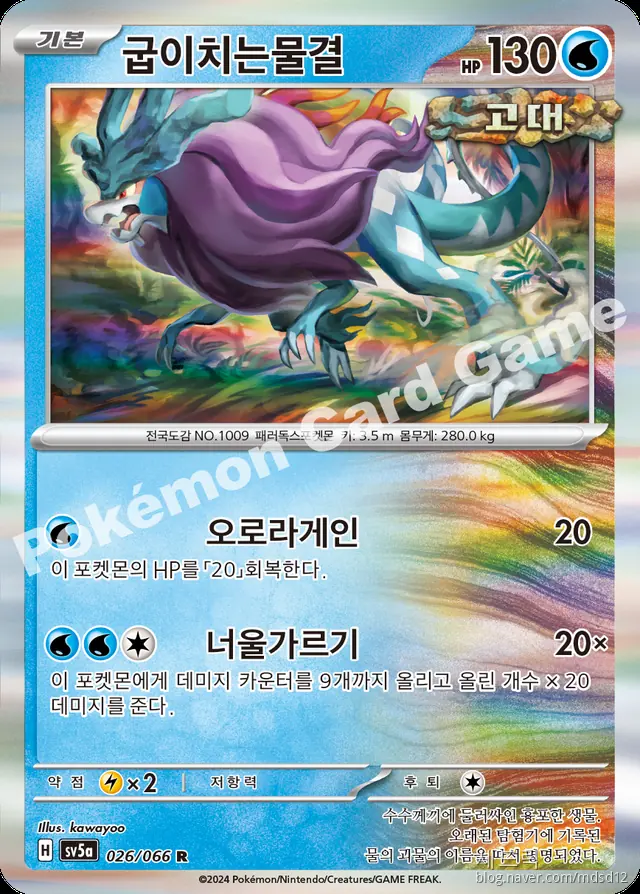 기본 굽이치는물결 HP 130
고대
전국도감 NO.1009 패러독스포켓몬 키: 3.5 m 몸무게: 280.0 kg
Pokémon Card Game
오로라게인 20
이 포켓몬의 HP를 「20」 회복한다.
너울가르기 20×
이 포켓몬에게 데미지 카운터를 9개까지 올리고 올린 개수 × 20
데미지를 준다.
약점 ×2 저항력 후퇴
수수께끼에 둘러싸인 흉포한 생물.
오래된 탐험기에 기록된
물의 괴물의 이름을 따서 명명되었다.
Illus. kawayoo
H sv5a 026/066 R
©2024 Pokémon/Nintendo/Creatures/GAME FREAK.
blog.naver.com/mdsd12